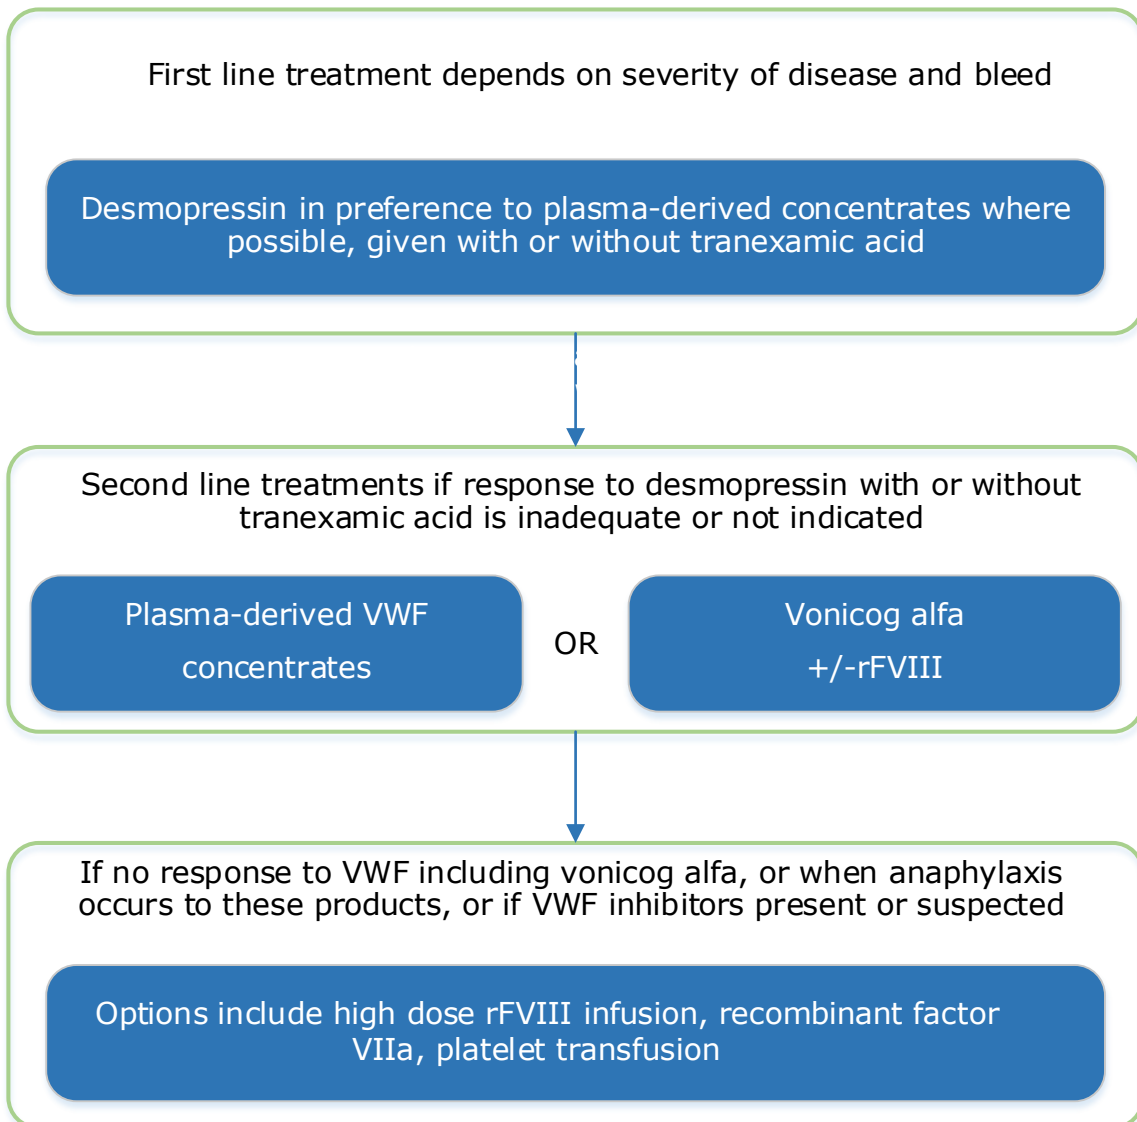 First line treatment depends on severity of disease and bleed
Desmopressin in preference to plasma-derived concentrates where
possible, given with or without tranexamic acid
Second line treatments if response to desmopressin with or without
tranexamic acid is inadequate or not indicated
Plasma-derived VWF
concentrates
OR
Vonicog alfa
+/-rFVIII
If no response to VWF including vonicog alfa, or when anaphylaxis
occurs to these products, or if VWF inhibitors present or suspected
Options include high dose rFVIII infusion, recombinant factor
VIIa, platelet transfusion